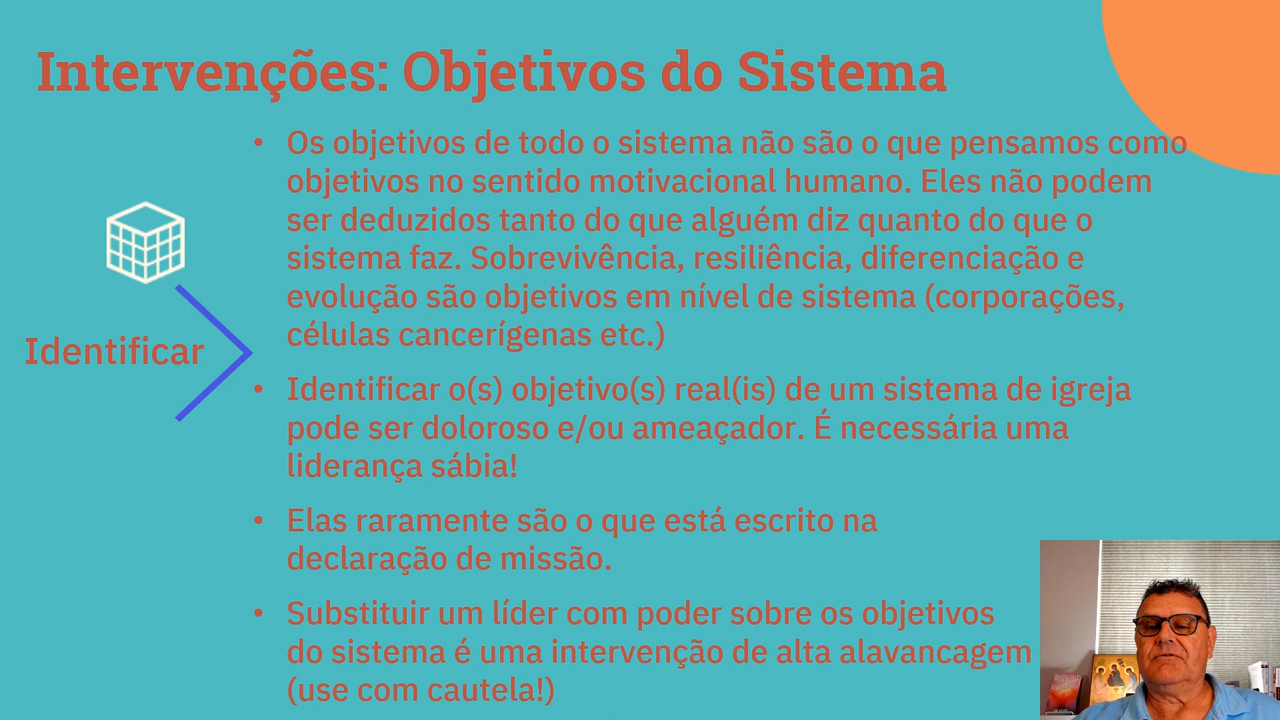 Intervenções: Objetivos do Sistema
• Os objetivos de todo o sistema não são o que pensamos como
objetivos no sentido motivacional humano. Eles não podem
ser deduzidos tanto do que alguém diz quanto do que o
sistema faz. Sobrevivência, resiliência, diferenciação e
evolução são objetivos em nível de sistema (corporações,
células cancerígenas etc.)
Identificar
• Identificar o(s) objetivo(s) real(is) de um sistema de igreja
pode ser doloroso e/ou ameaçador. É necessária uma
liderança sábia!
• Elas raramente são o que está escrito na
declaração de missão.
• Substituir um líder com poder sobre os objetivos
do sistema é uma intervenção de alta alavancagem
(use com cautela!)